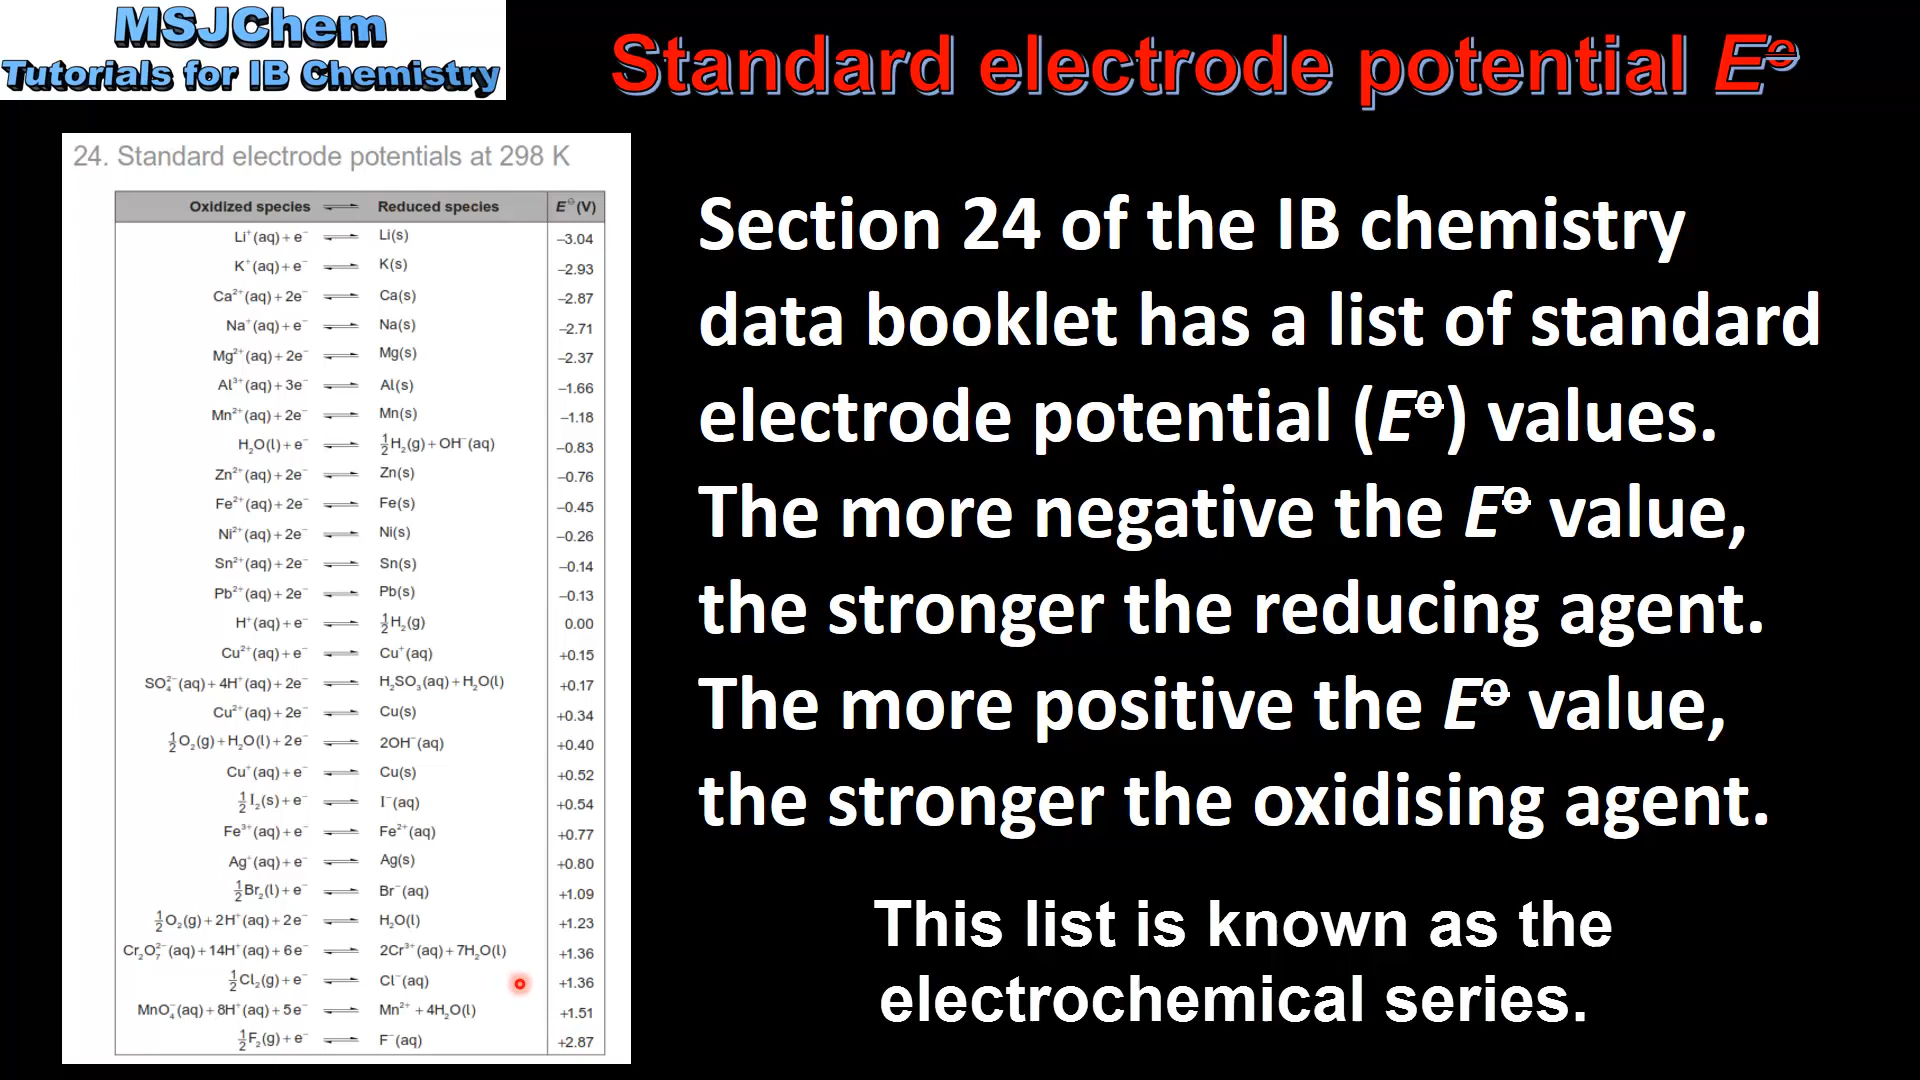 MSJChem
Tutorials for IB Chemistry
Standard electrode potential E⊖
24. Standard electrode potentials at 298 K
Oxidized species ⇌ Reduced species E⊖(V)
Li⁺(aq) + e⁻ ⇌ Li(s) –3.04
K⁺(aq) + e⁻ ⇌ K(s) –2.93
Ca²⁺(aq) + 2e⁻ ⇌ Ca(s) –2.87
Na⁺(aq) + e⁻ ⇌ Na(s) –2.71
Mg²⁺(aq) + 2e⁻ ⇌ Mg(s) –2.37
Al³⁺(aq) + 3e⁻ ⇌ Al(s) –1.66
Mn²⁺(aq) + 2e⁻ ⇌ Mn(s) –1.18
H₂O(l) + e⁻ ⇌ ½H₂(g) + OH⁻(aq) –0.83
Zn²⁺(aq) + 2e⁻ ⇌ Zn(s) –0.76
Fe²⁺(aq) + 2e⁻ ⇌ Fe(s) –0.45
Ni²⁺(aq) + 2e⁻ ⇌ Ni(s) –0.26
Sn²⁺(aq) + 2e⁻ ⇌ Sn(s) –0.14
Pb²⁺(aq) + 2e⁻ ⇌ Pb(s) –0.13
H⁺(aq) + e⁻ ⇌ ½H₂(g) 0.00
Cu²⁺(aq) + e⁻ ⇌ Cu⁺(aq) +0.15
SO₄²⁻(aq) + 4H⁺(aq) + 2e⁻ ⇌ H₂SO₃(aq) + H₂O(l) +0.17
Cu²⁺(aq) + 2e⁻ ⇌ Cu(s) +0.34
½O₂(g) + H₂O(l) + 2e⁻ ⇌ 2OH⁻(aq) +0.40
Cu⁺(aq) + e⁻ ⇌ Cu(s) +0.52
½I₂(s) + e⁻ ⇌ I⁻(aq) +0.54
Fe³⁺(aq) + e⁻ ⇌ Fe²⁺(aq) +0.77
Ag⁺(aq) + e⁻ ⇌ Ag(s) +0.80
½Br₂(l) + e⁻ ⇌ Br⁻(aq) +1.09
½O₂(g) + 2H⁺(aq) + 2e⁻ ⇌ H₂O(l) +1.23
Cr₂O₇²⁻(aq) + 14H⁺(aq) + 6e⁻ ⇌ 2Cr³⁺(aq) + 7H₂O(l) +1.36
½Cl₂(g) + e⁻ ⇌ Cl⁻(aq) +1.36
MnO₄⁻(aq) + 8H⁺(aq) + 5e⁻ ⇌ Mn²⁺ + 4H₂O(l) +1.51
½F₂(g) + e⁻ ⇌ F⁻(aq) +2.87
Section 24 of the IB chemistry
data booklet has a list of standard
electrode potential (E⊖) values.
The more negative the E⊖ value,
the stronger the reducing agent.
The more positive the E⊖ value,
the stronger the oxidising agent.
This list is known as the
electrochemical series.